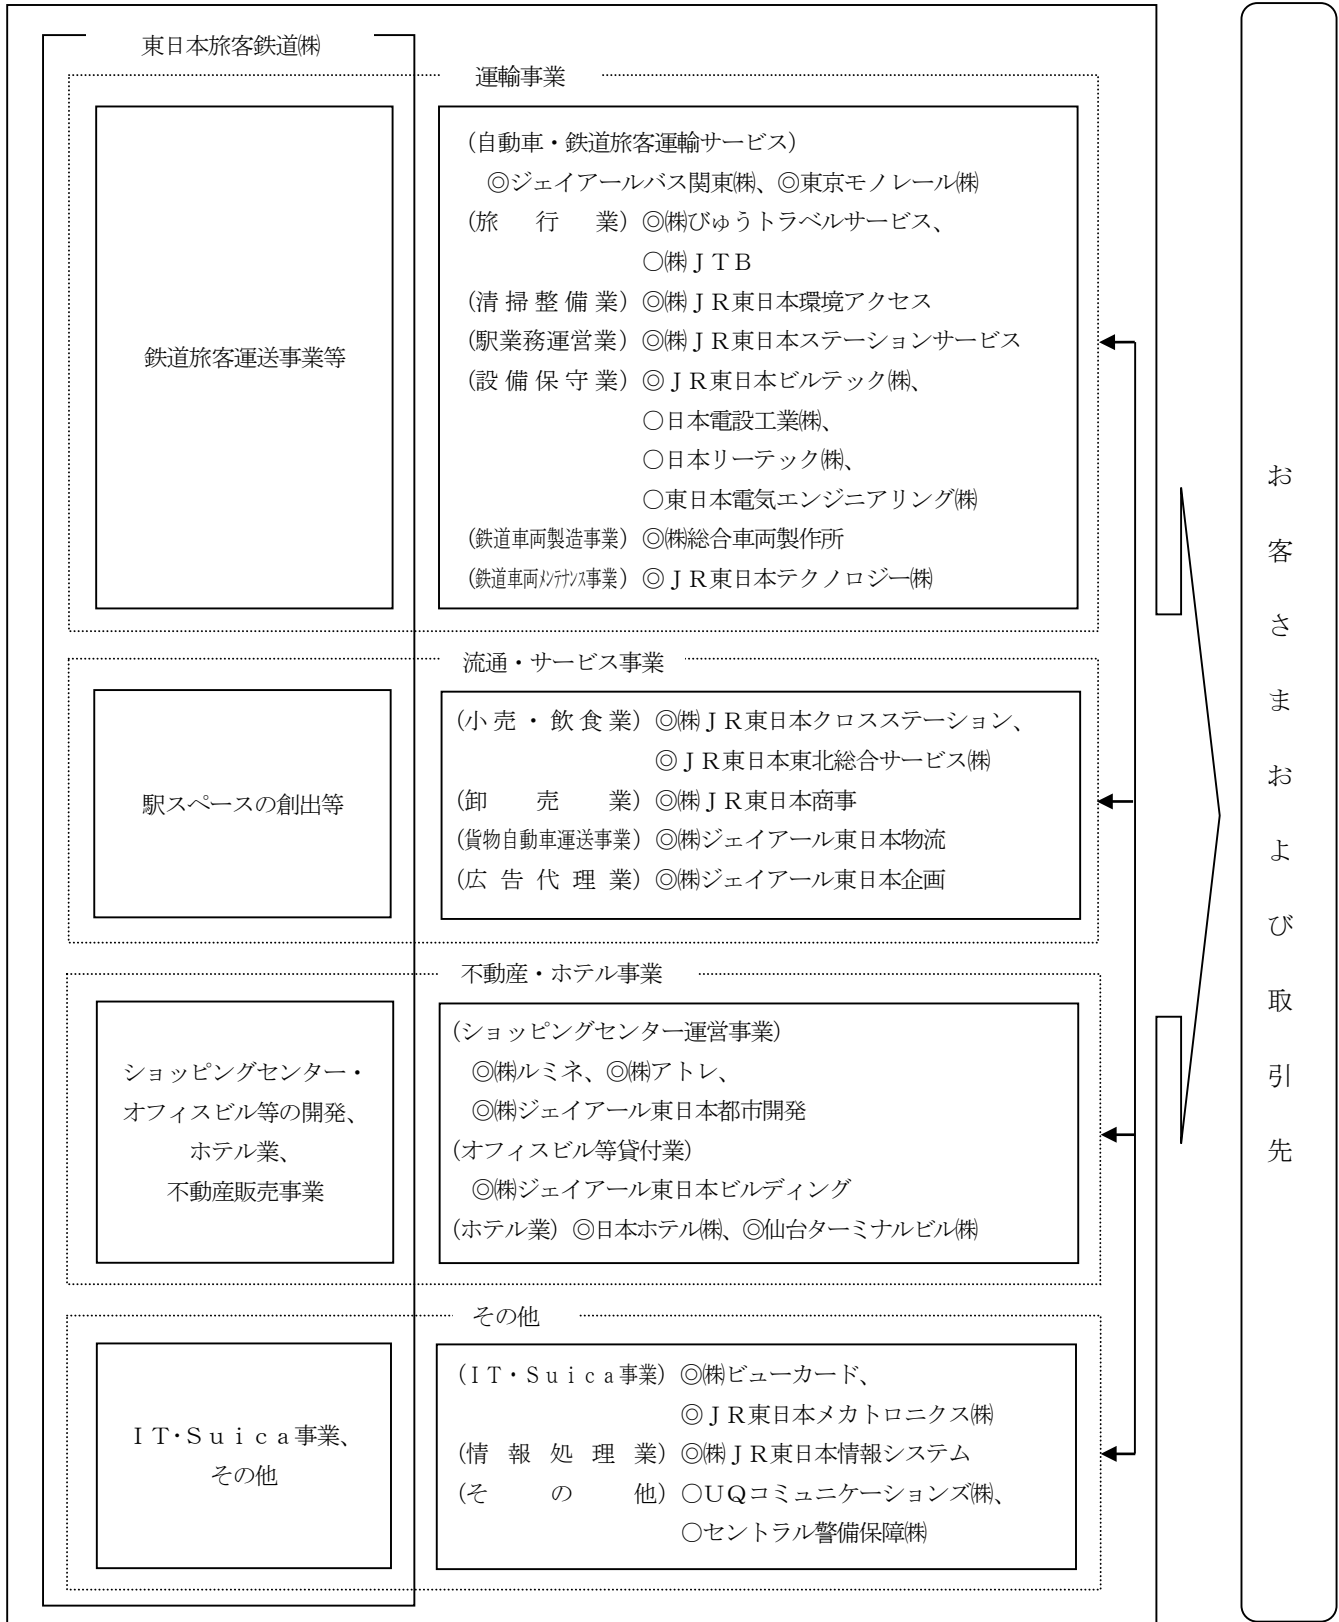 東日本旅客鉄道㈱
運輸事業
鉄道旅客運送事業等
(自動車・鉄道旅客運輸サービス)
◎ジェイアールバス関東㈱、◎東京モノレール㈱
(旅行業) ◎㈱びゅうトラベルサービス、
○㈱ＪＴＢ
(清掃整備業) ◎㈱ＪＲ東日本環境アクセス
(駅業務運営業) ◎㈱ＪＲ東日本ステーションサービス
(設備保守業) ◎ＪＲ東日本ビルテック㈱、
○日本電設工業㈱、
○日本リーテック㈱、
○東日本電気エンジニアリング㈱
(鉄道車両製造事業) ◎㈱総合車両製作所
(鉄道車両ﾒﾝﾃﾅﾝｽ事業) ◎ＪＲ東日本テクノロジー㈱
流通・サービス事業
駅スペースの創出等
(小売・飲食業) ◎㈱ＪＲ東日本クロスステーション、
◎ＪＲ東日本東北総合サービス㈱
(卸売業) ◎㈱ＪＲ東日本商事
(貨物自動車運送事業) ◎㈱ジェイアール東日本物流
(広告代理業) ◎㈱ジェイアール東日本企画
不動産・ホテル事業
ショッピングセンター・
オフィスビル等の開発、
ホテル業、
不動産販売事業
(ショッピングセンター運営事業)
◎㈱ルミネ、◎㈱アトレ、
◎㈱ジェイアール東日本都市開発
(オフィスビル等貸付業)
◎㈱ジェイアール東日本ビルディング
(ホテル業) ◎日本ホテル㈱、◎仙台ターミナルビル㈱
その他
ＩＴ・Ｓｕｉｃａ事業、
その他
(ＩＴ・Ｓｕｉｃａ事業) ◎㈱ビューカード、
◎ＪＲ東日本メカトロニクス㈱
(情報処理業) ◎㈱ＪＲ東日本情報システム
(その他) ○ＵＱコミュニケーションズ㈱、
○セントラル警備保障㈱
お客さまおよび取引先